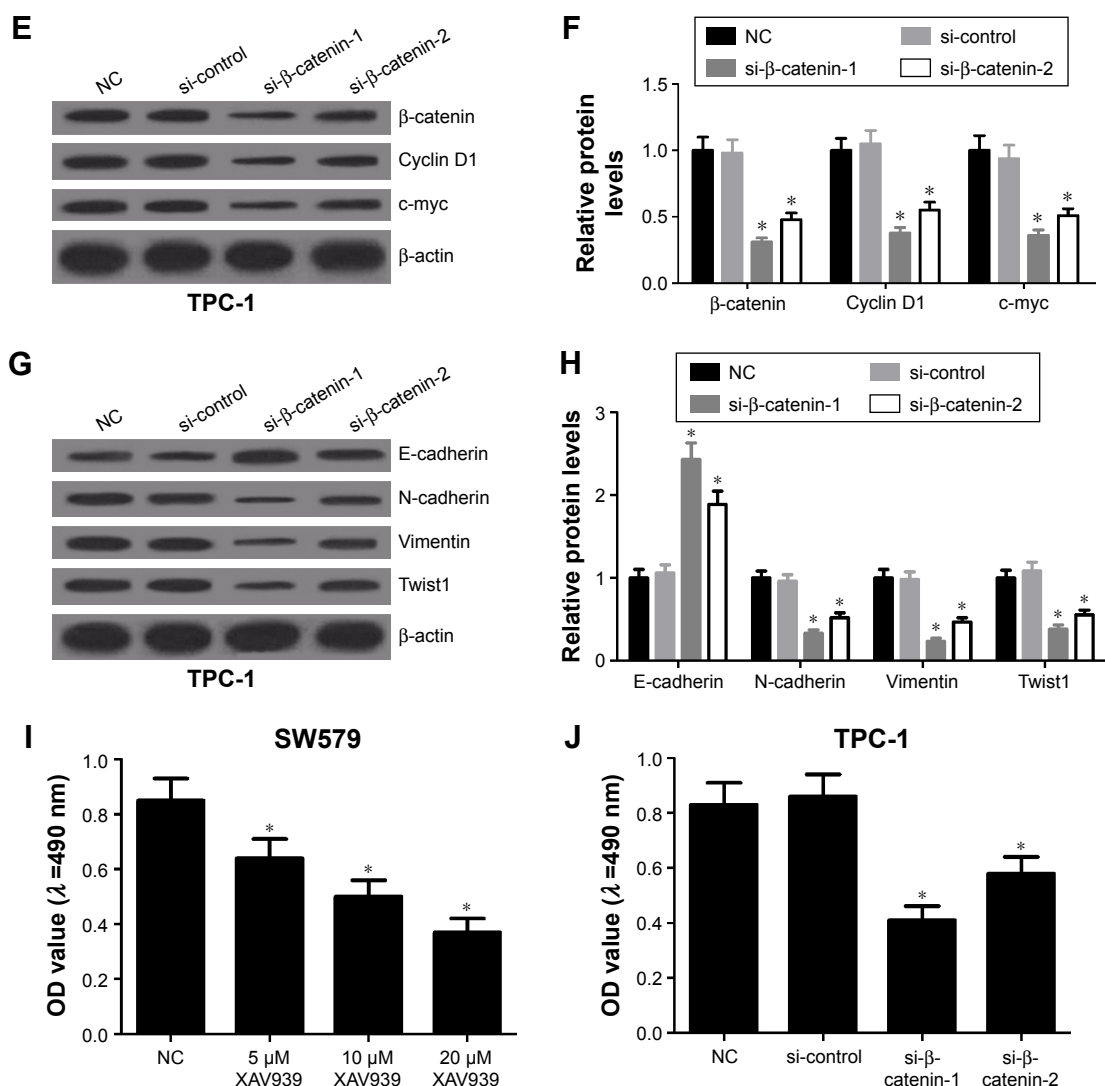 E
NC
si-control
si-β-catenin-1
si-β-catenin-2
β-catenin
Cyclin D1
c-myc
β-actin
TPC-1
F
NC
si-control
si-β-catenin-1
si-β-catenin-2
Relative protein
levels
1.5
1.0
0.5
0.0
* * * * * *
β-catenin
Cyclin D1
c-myc
G
NC
si-control
si-β-catenin-1
si-β-catenin-2
E-cadherin
N-cadherin
Vimentin
Twist1
β-actin
TPC-1
H
NC
si-control
si-β-catenin-1
si-β-catenin-2
Relative protein levels
3
2
1
0
* * * * * * * *
E-cadherin
N-cadherin
Vimentin
Twist1
I
SW579
OD value (λ =490 nm)
1.0
0.8
0.6
0.4
0.2
0.0
* * *
NC
5 µM
XAV939
10 µM
XAV939
20 µM
XAV939
J
TPC-1
OD value (λ =490 nm)
1.0
0.8
0.6
0.4
0.2
0.0
* *
NC
si-control
si-β-
catenin-1
si-β-
catenin-2